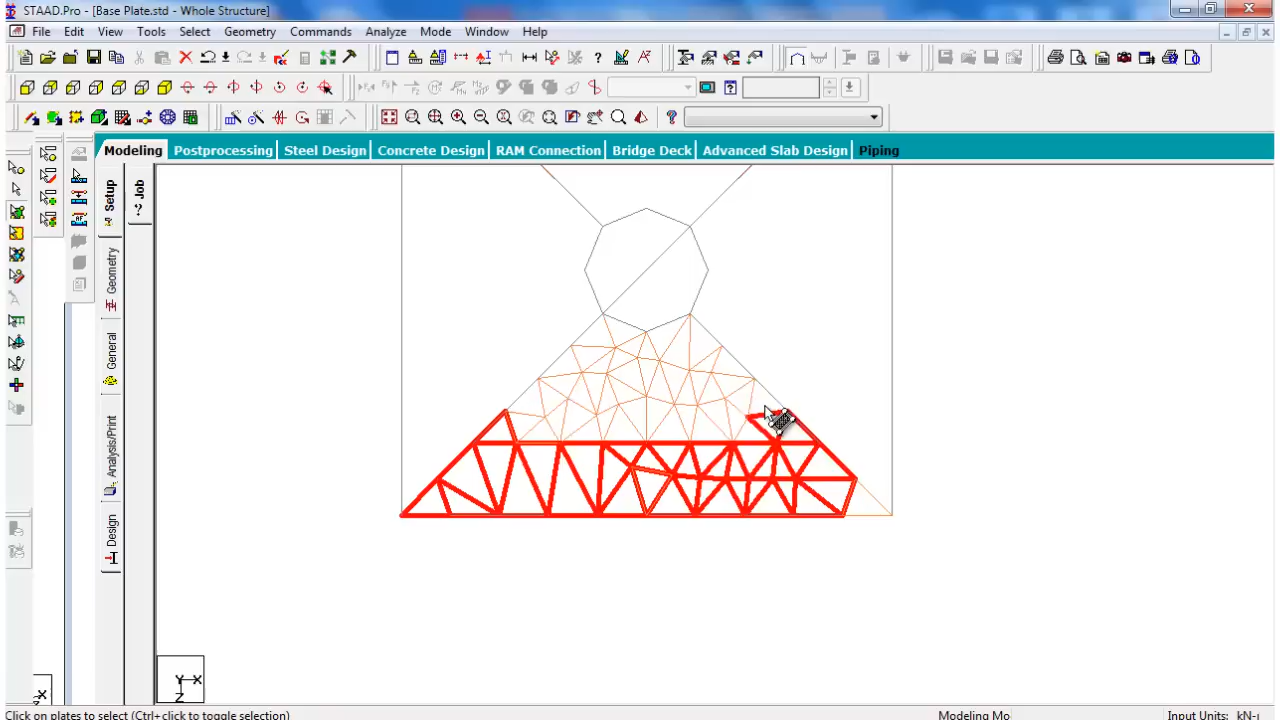 STAAD.Pro - [Base Plate.std - Whole Structure]
File Edit View Tools Select Geometry Commands Analyze Mode Window Help
Modeling Postprocessing Steel Design Concrete Design RAM Connection Bridge Deck Advanced Slab Design Piping
Setup
Job
?
Geometry
General
Analysis/Print
Design
Y X
Z
X
Click on plates to select (Ctrl+click to toggle selection) Modeling Mo Input Units: kN-